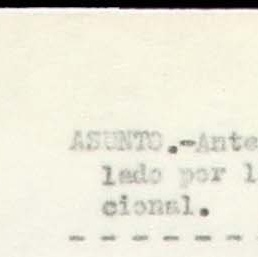 ASUNTO.-Ante
lado por l
cional.
- - - - - -